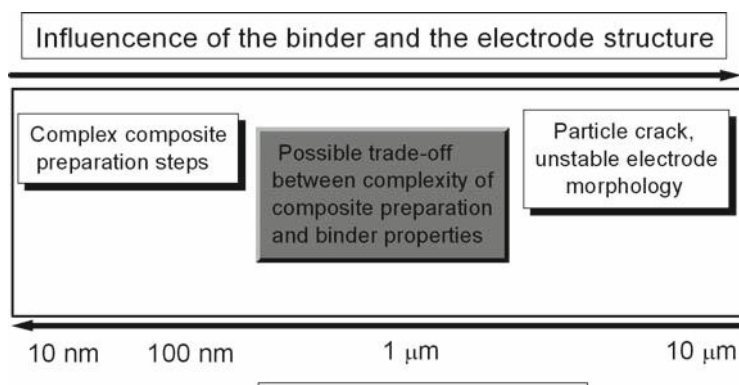 Influencence of the binder and the electrode structure
Complex composite
preparation steps
Possible trade-off
between complexity of
composite preparation
and binder properties
Particle crack,
unstable electrode
morphology
10 nm 100 nm 1 μm 10 μm